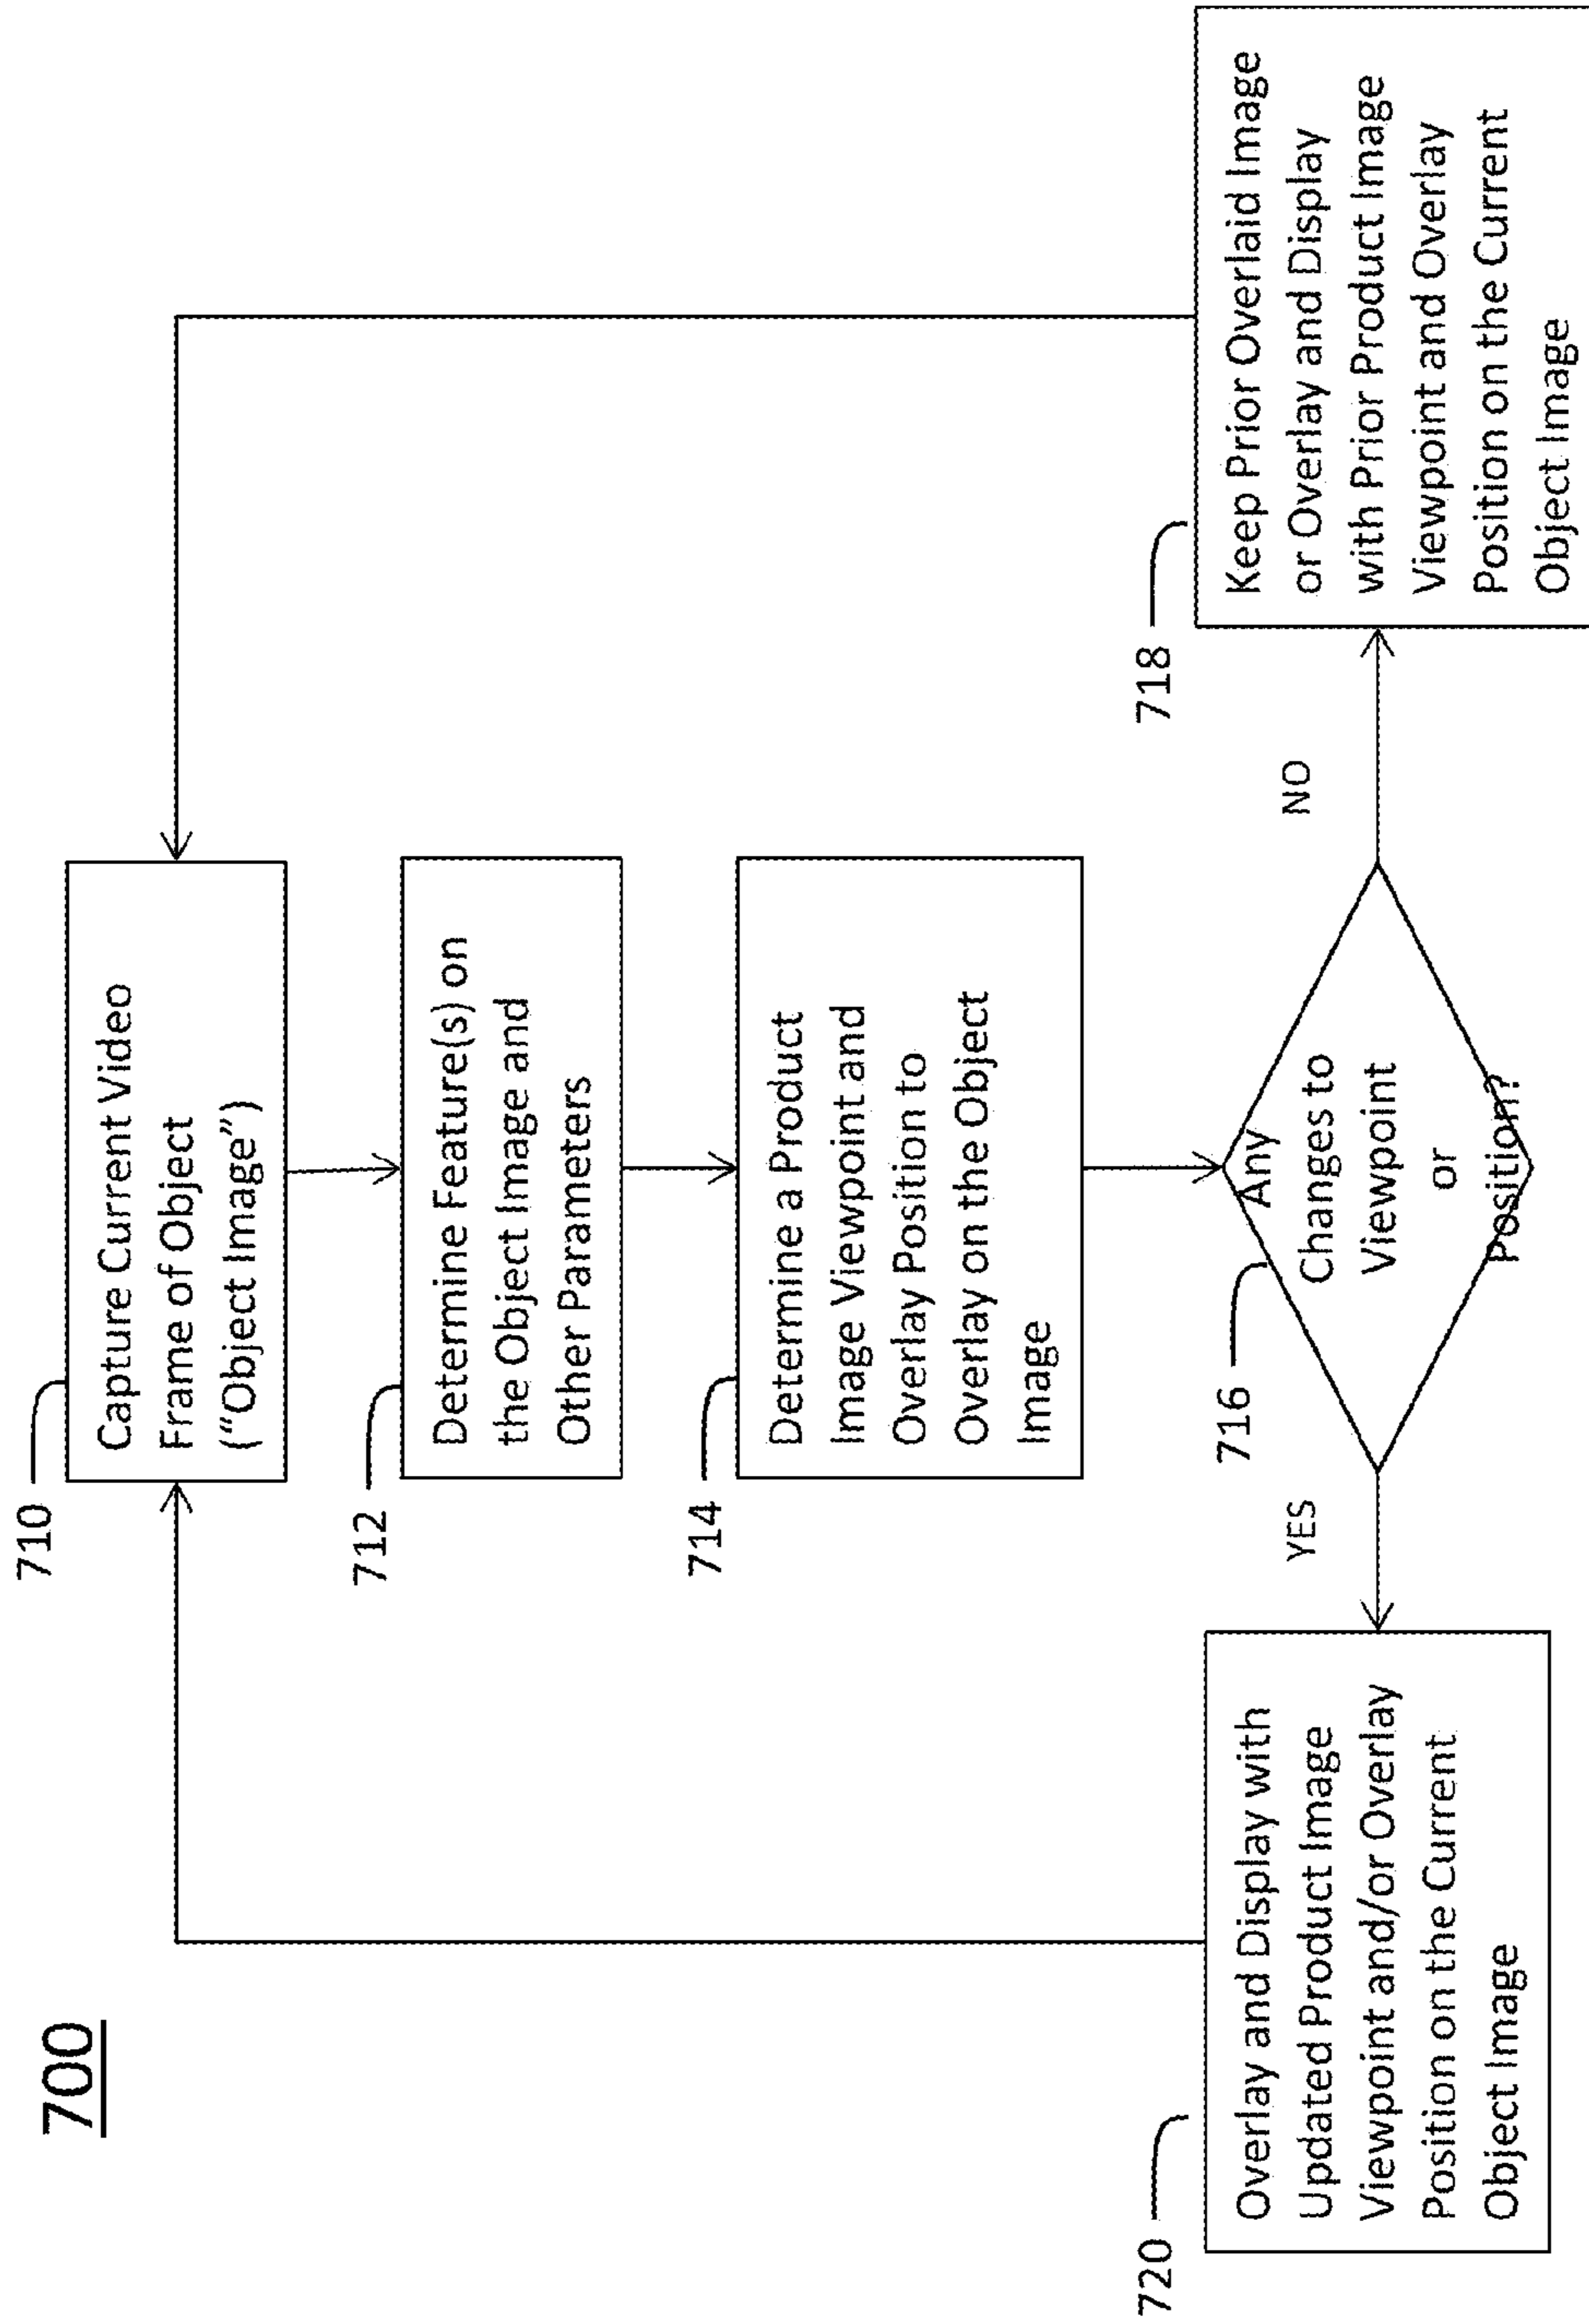 700
710
Capture Current Video
Frame of Object
(“Object Image”)
712
Determine Feature(s) on
the Object Image and
Other Parameters
714
Determine a Product
Image Viewpoint and
Overlay Position to
Overlay on the Object
Image
716
Any
Changes to
Viewpoint
or
Position?
YES
NO
720
Overlay and Display with
Updated Product Image
Viewpoint and/or Overlay
Position on the Current
Object Image
718
Keep Prior Overlaid Image
or Overlay and Display
with Prior Product Image
Viewpoint and Overlay
Position on the Current
Object Image